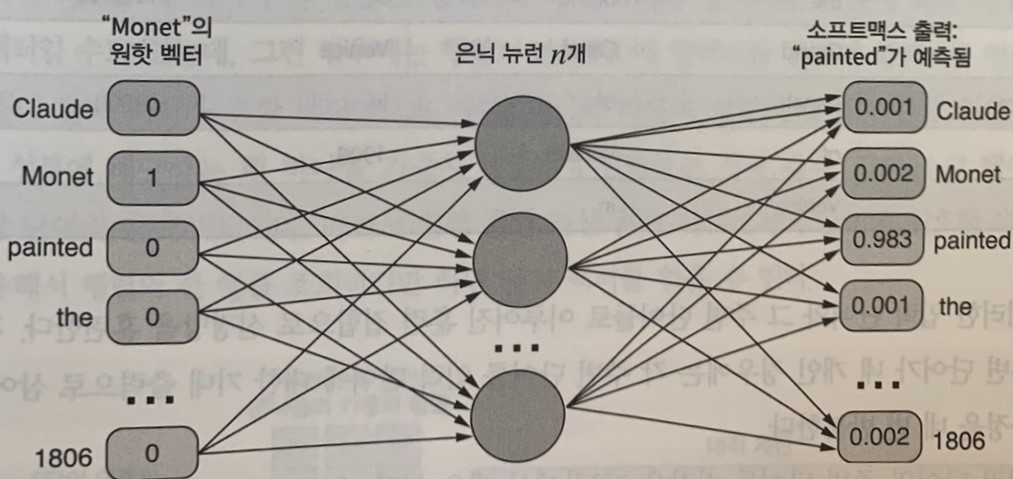 “Monet”의
원핫 벡터
은닉 뉴런 n개
소프트맥스 출력:
“painted”가 예측됨
Claude 0
Monet 1
painted 0
the 0
...
1806 0
...
0.001 Claude
0.002 Monet
0.983 painted
0.001 the
...
0.002 1806